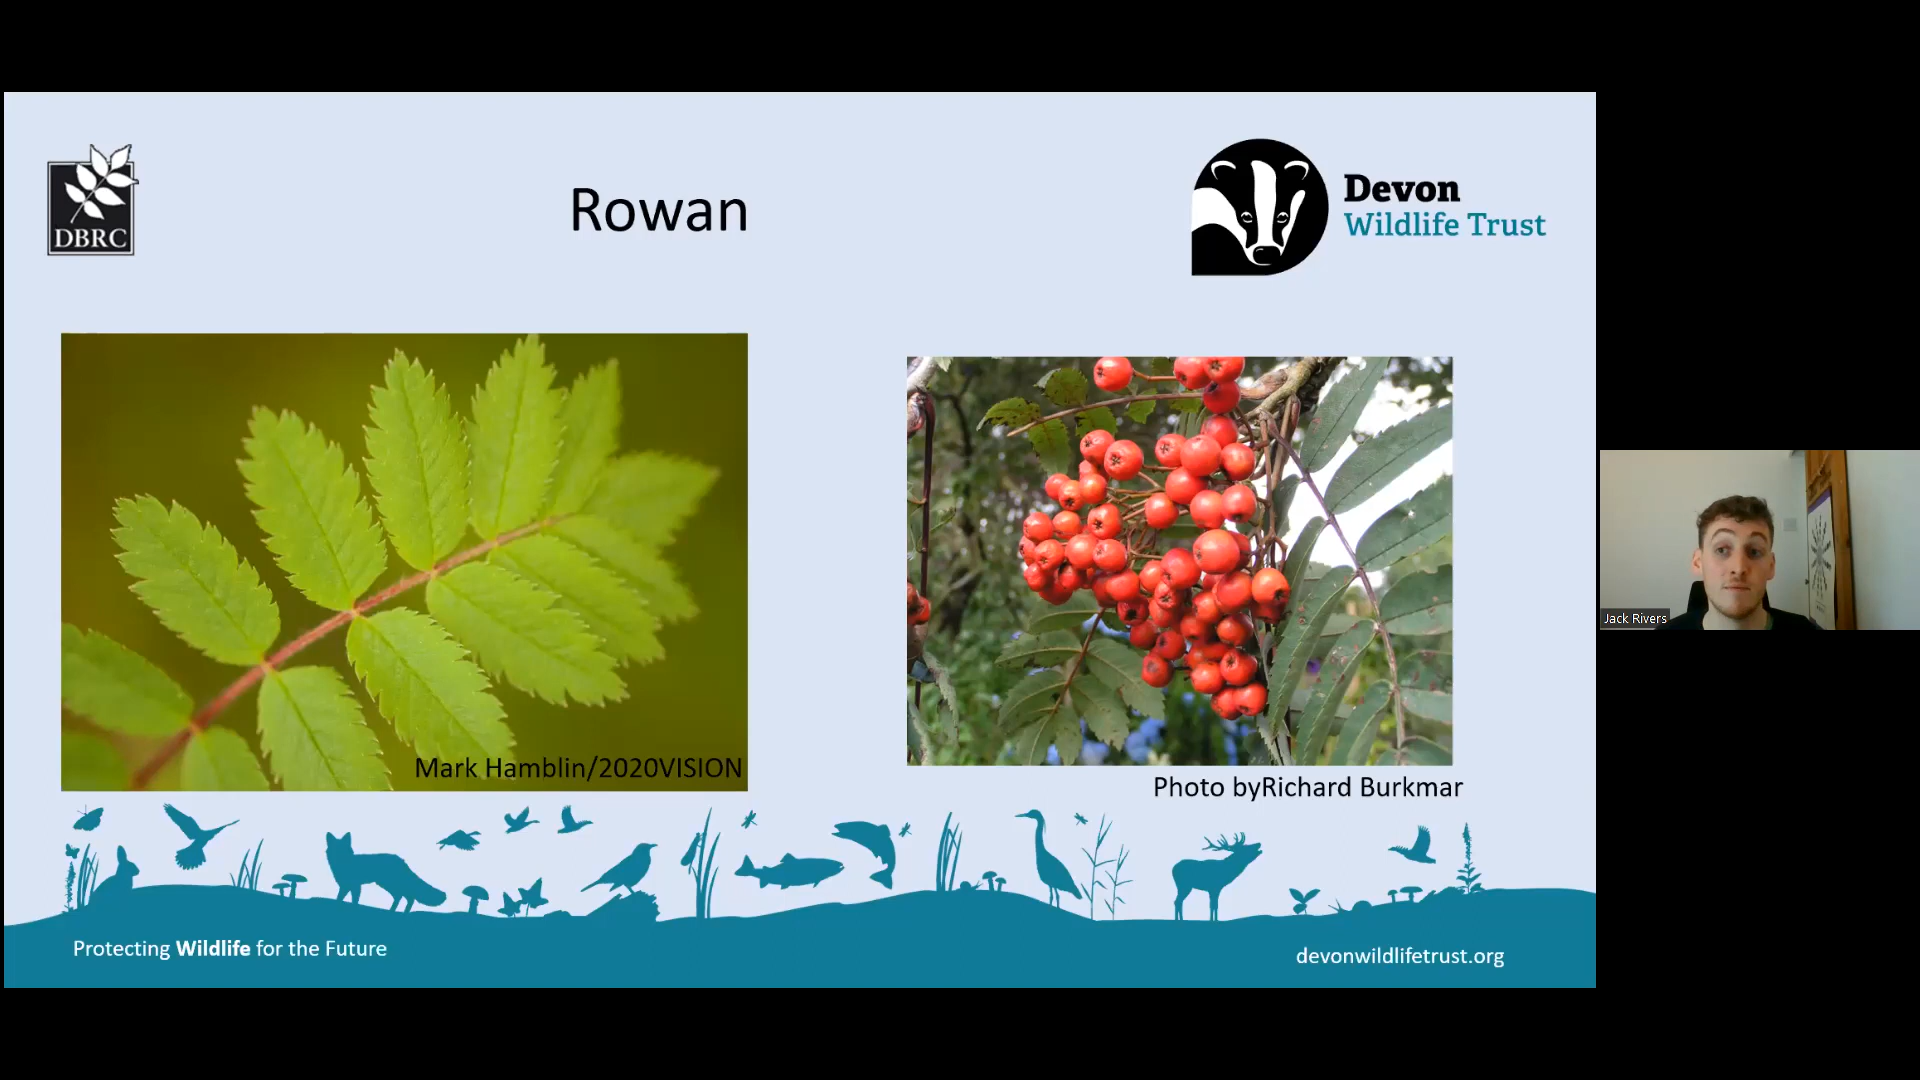 DBRC
Rowan
Devon
Wildlife Trust
Mark Hamblin/2020VISION
Photo byRichard Burkmar
Jack Rivers
Protecting Wildlife for the Future
devonwildlifetrust.org